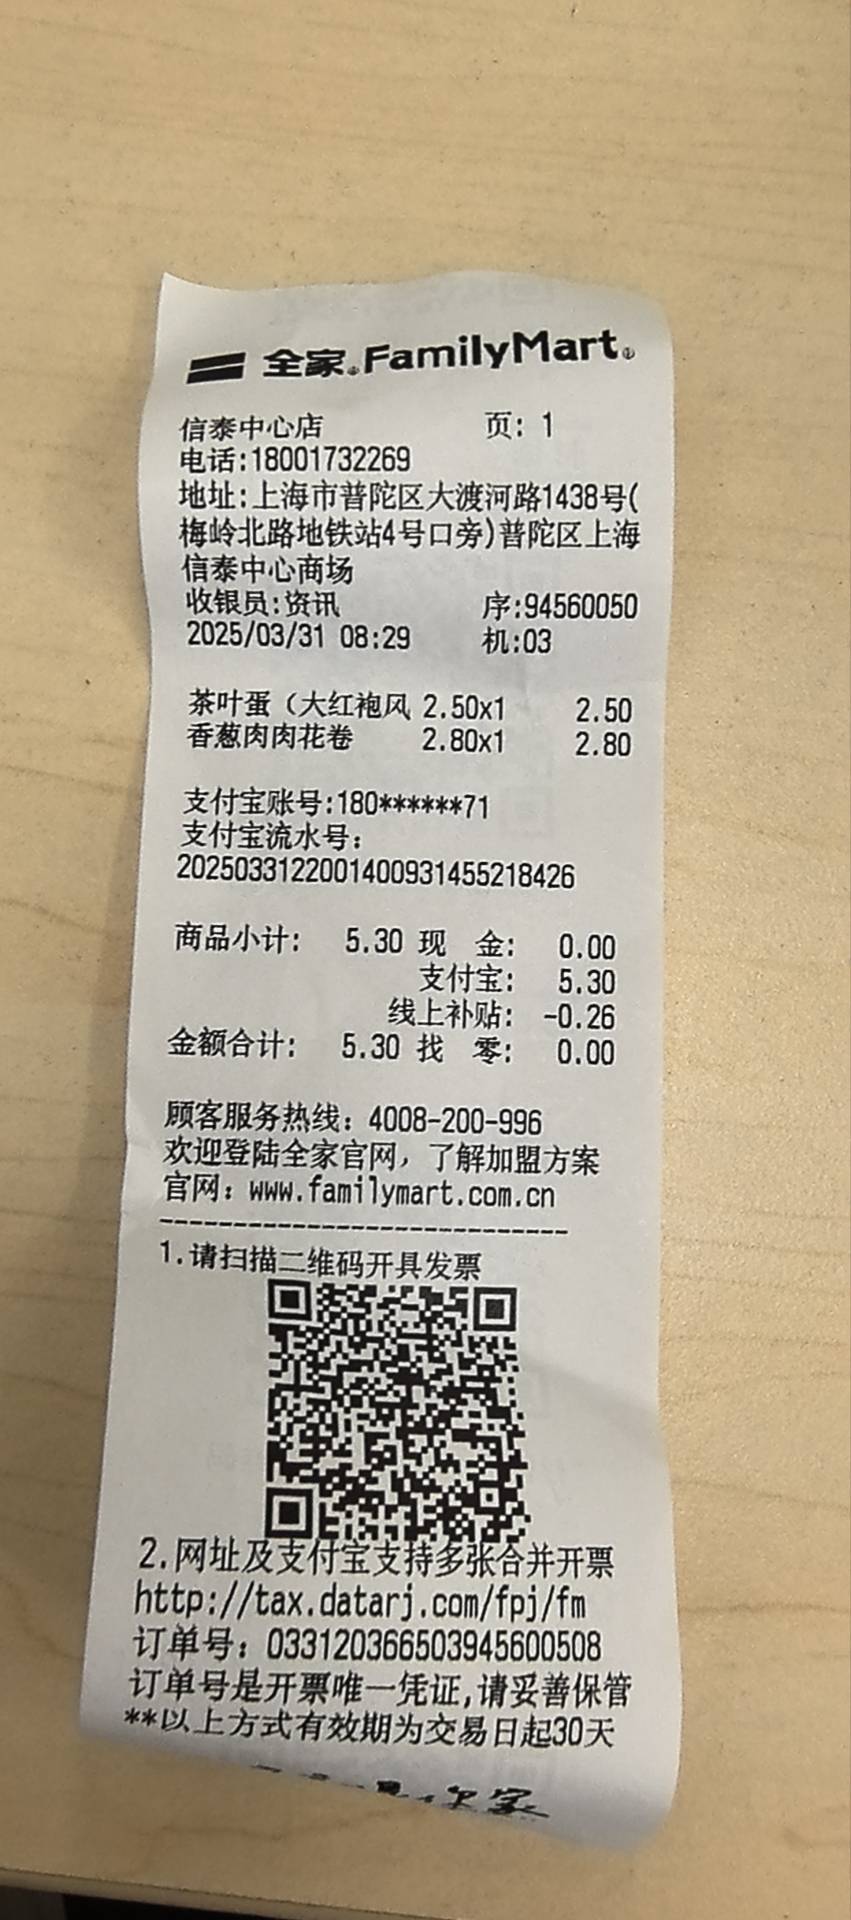 全家 FamilyMart
信泰中心店 页: 1
电话:18001732269
地址:上海市普陀区大渡河路1438号(
梅岭北路地铁站4号口旁)普陀区上海
信泰中心商场
收银员:资讯 序:94560050
2025/03/31 08:29 机:03
茶叶蛋（大红袍风 2.50x1 2.50
香葱肉肉花卷 2.80x1 2.80
支付宝账号:180******71
支付宝流水号:
2025033122001400931455218426
商品小计: 5.30 现 金: 0.00
支付宝: 5.30
线上补贴: -0.26
金额合计: 5.30 找 零: 0.00
顾客服务热线: 4008-200-996
欢迎登陆全家官网，了解加盟方案
官网: www.familymart.com.cn
----------------------------
1.请扫描二维码开具发票
2.网址及支付宝支持多张合并开票
http://tax.datarj.com/fpj/fm
订单号: 0331203665039456005​08
订单号是开票唯一凭证,请妥善保管
**以上方式有效期为交易日起30天